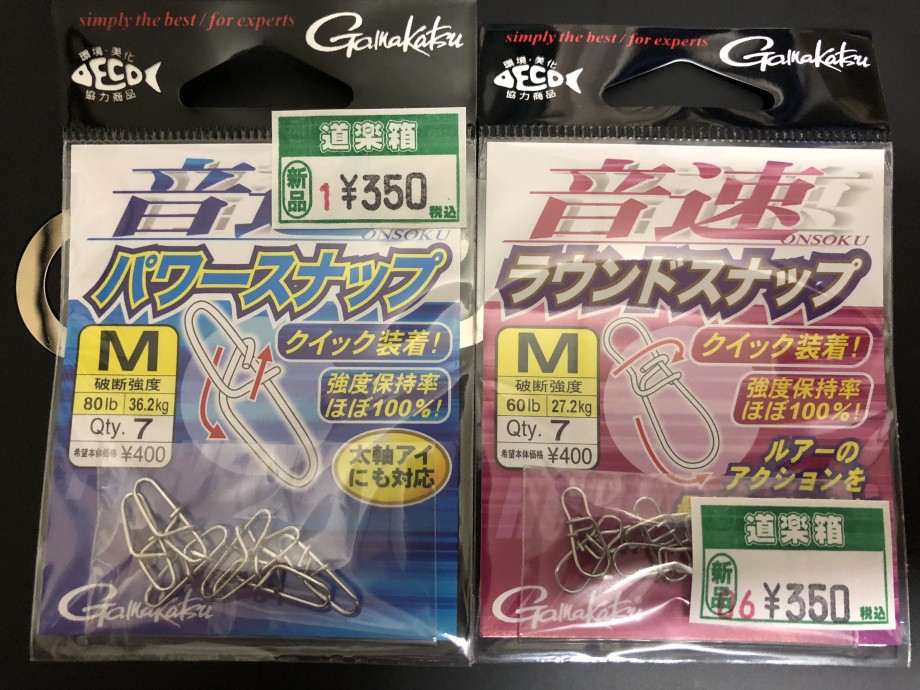 simply the best / for experts
Gamakatsu
環境・美化
DECO
協力商品
道楽箱
新品
1 ¥350
税込
音
ONSOKU
パワースナップ
M
破断強度
80lb 36.2kg
Qty. 7
希望本体価格 ¥400
クイック装着!
強度保持率
ほぼ100%!
太軸アイ
にも対応
Gamakatsu
simply the best / for experts
Gamakatsu
環境・美化
DECO
協力商品
音速
ONSOKU
ラウンドスナップ
M
破断強度
60lb 27.2kg
Qty. 7
希望本体価格 ¥400
クイック装着!
強度保持率
ほぼ100%!
ルアーの
アクションを
道楽箱
新品
86 ¥350
税込
Gamakatsu